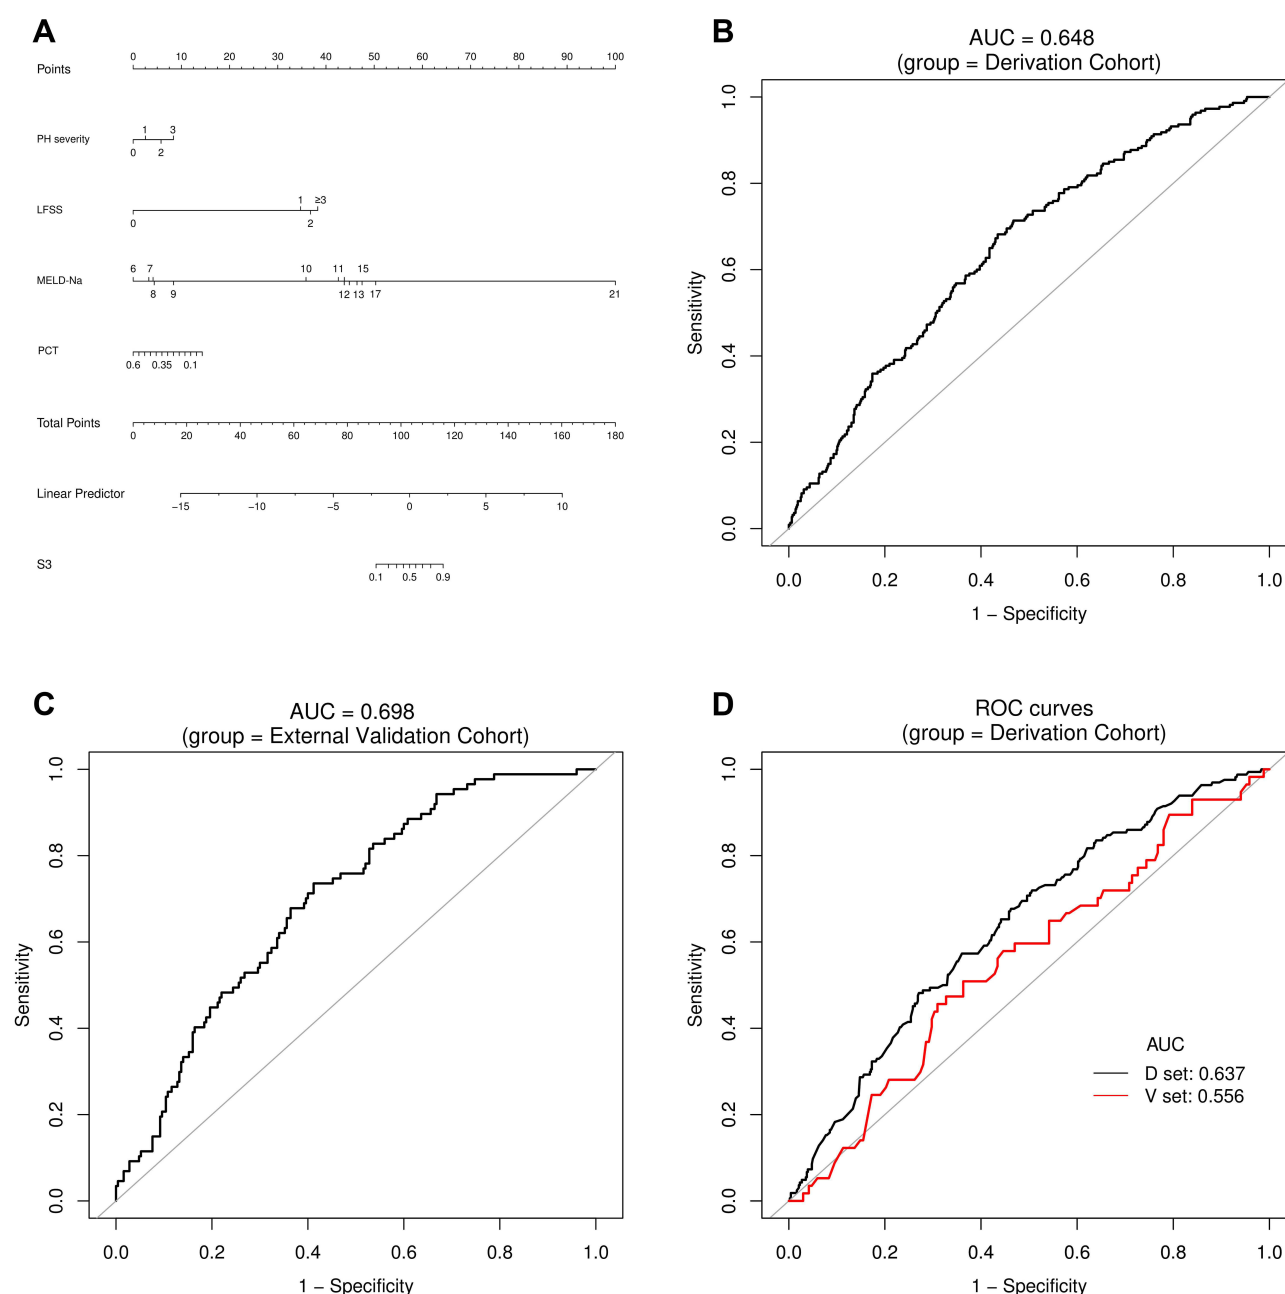 A
0 10 20 30 40 50 60 70 80 90 100
Points
1 3
PH severity
0 2
1 ≥3
LFSS
0 2
6 7 10 11 15
MELD-Na
8 9 12 13 17 21
PCT
0.6 0.35 0.1
Total Points
0 20 40 60 80 100 120 140 160 180
Linear Predictor
−15 −10 −5 0 5 10
S3
0.1 0.5 0.9
B
AUC = 0.648
(group = Derivation Cohort)
Sensitivity
0.0 0.2 0.4 0.6 0.8 1.0
0.0 0.2 0.4 0.6 0.8 1.0
1 − Specificity
C
AUC = 0.698
(group = External Validation Cohort)
Sensitivity
0.0 0.2 0.4 0.6 0.8 1.0
0.0 0.2 0.4 0.6 0.8 1.0
1 − Specificity
D
ROC curves
(group = Derivation Cohort)
Sensitivity
0.0 0.2 0.4 0.6 0.8 1.0
AUC
D set: 0.637
V set: 0.556
0.0 0.2 0.4 0.6 0.8 1.0
1 − Specificity